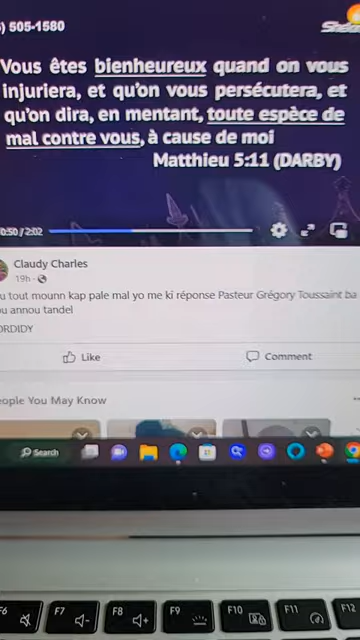 ) 505-1580
Vous êtes bienheureux quand on vous
injuriera, et qu'on vous persécutera, et
qu'on dira, en mentant, toute espèce de
mal contre vous, à cause de moi
Matthieu 5:11 (DARBY)
0:50 / 2:02
Claudy Charles
19h
u tout mounn kap pale mal yo me ki réponse Pasteur Grégory Toussaint ba
u annou tandel
ORDIDY
Like
Comment
eople You May Know
Search
F6
F7
F8
F9
F10
F11
F12